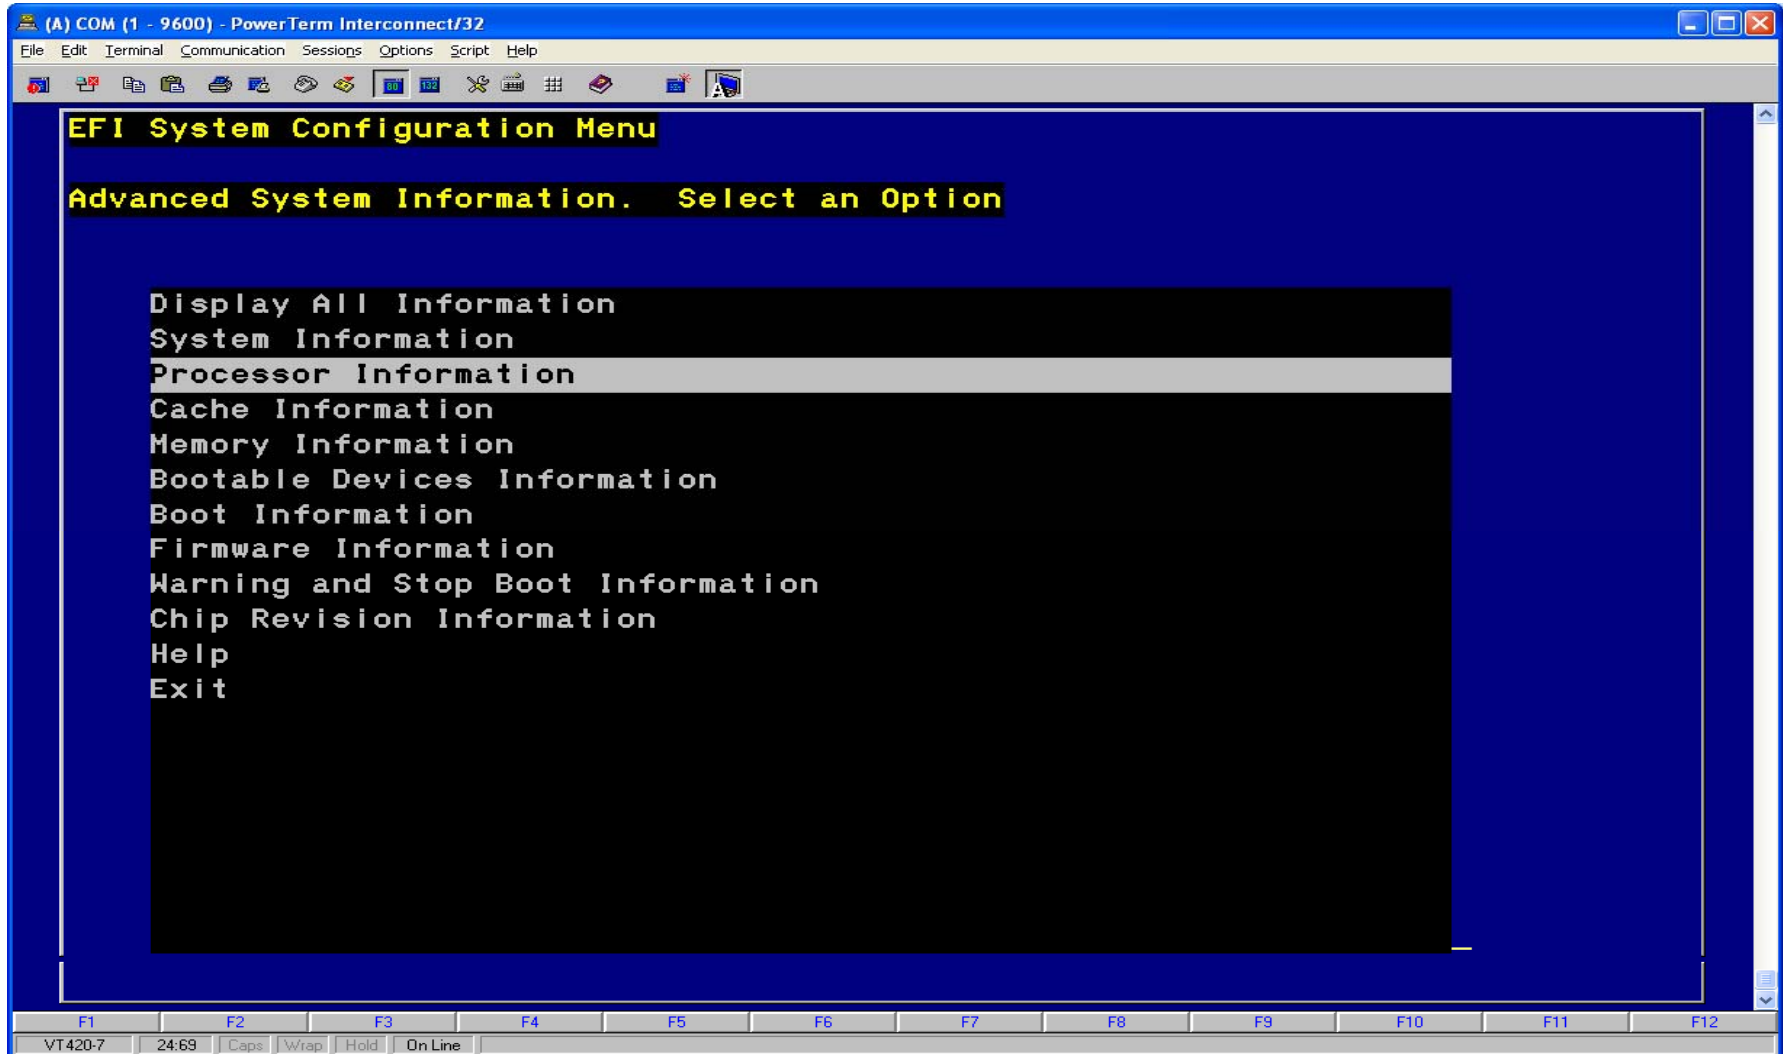 (A) COM (1 - 9600) - PowerTerm Interconnect/32
File Edit Terminal Communication Sessions Options Script Help
80 132 A
EFI System Configuration Menu
Advanced System Information. Select an Option
Display All Information
System Information
Processor Information
Cache Information
Memory Information
Bootable Devices Information
Boot Information
Firmware Information
Warning and Stop Boot Information
Chip Revision Information
Help
Exit
F1 F2 F3 F4 F5 F6 F7 F8 F9 F10 F11 F12
VT420-7 24:69 Caps Wrap Hold On Line